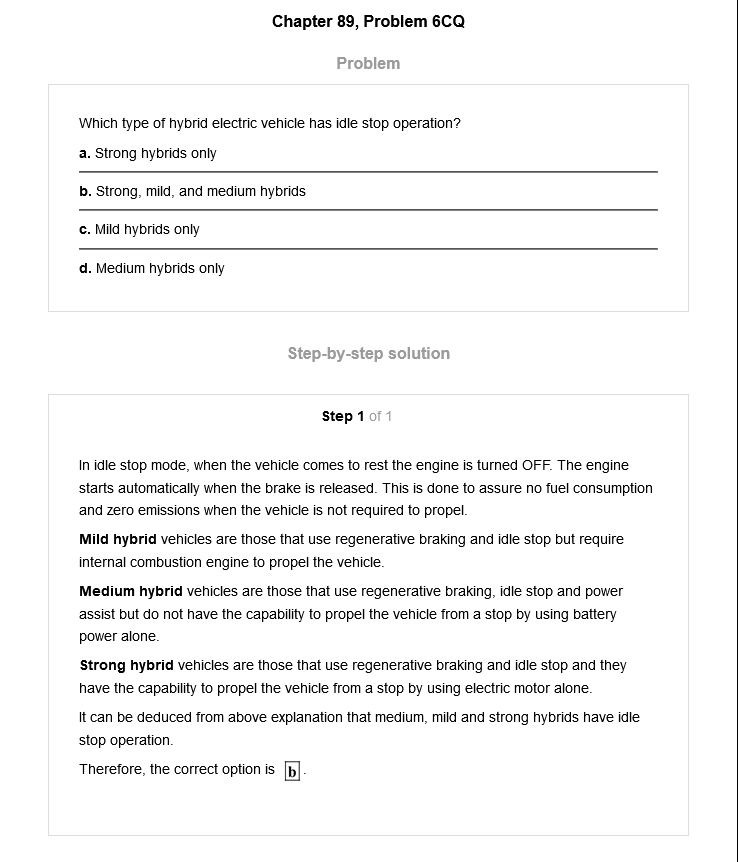 Chapter 89, Problem 6CQ
Problem
Which type of hybrid electric vehicle has idle stop operation?
a. Strong hybrids only
b. Strong, mild, and medium hybrids
c. Mild hybrids only
d. Medium hybrids only
Step-by-step solution
Step 1 of 1
In idle stop mode, when the vehicle comes to rest the engine is turned OFF. The engine
starts automatically when the brake is released. This is done to assure no fuel consumption
and zero emissions when the vehicle is not required to propel.
Mild hybrid vehicles are those that use regenerative braking and idle stop but require
internal combustion engine to propel the vehicle.
Medium hybrid vehicles are those that use regenerative braking, idle stop and power
assist but do not have the capability to propel the vehicle from a stop by using battery
power alone.
Strong hybrid vehicles are those that use regenerative braking and idle stop and they
have the capability to propel the vehicle from a stop by using electric motor alone.
It can be deduced from above explanation that medium, mild and strong hybrids have idle
stop operation.
Therefore, the correct option is b.